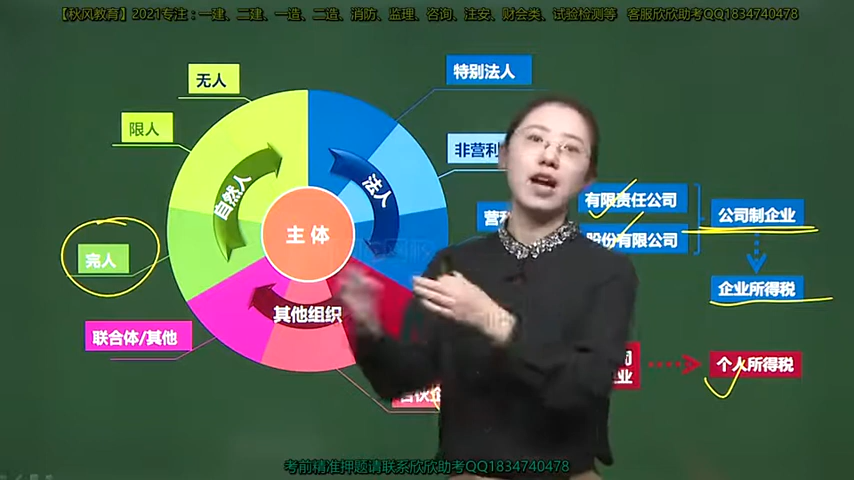 【秋风教育】2021专注：一建、二建、一造、二造、消防、监理、咨询、注安、财会类、试验检测等 客服欣欣助考QQ1834740478
特别法人
无人
限人
非营利
法人
自然人
有限责任公司
营
公司制企业
主体
股份有限公司
完人
企业所得税
其他组织
联合体/其他
司
业
个人所得税
考前精准押题请联系欣欣助考QQ1834740478